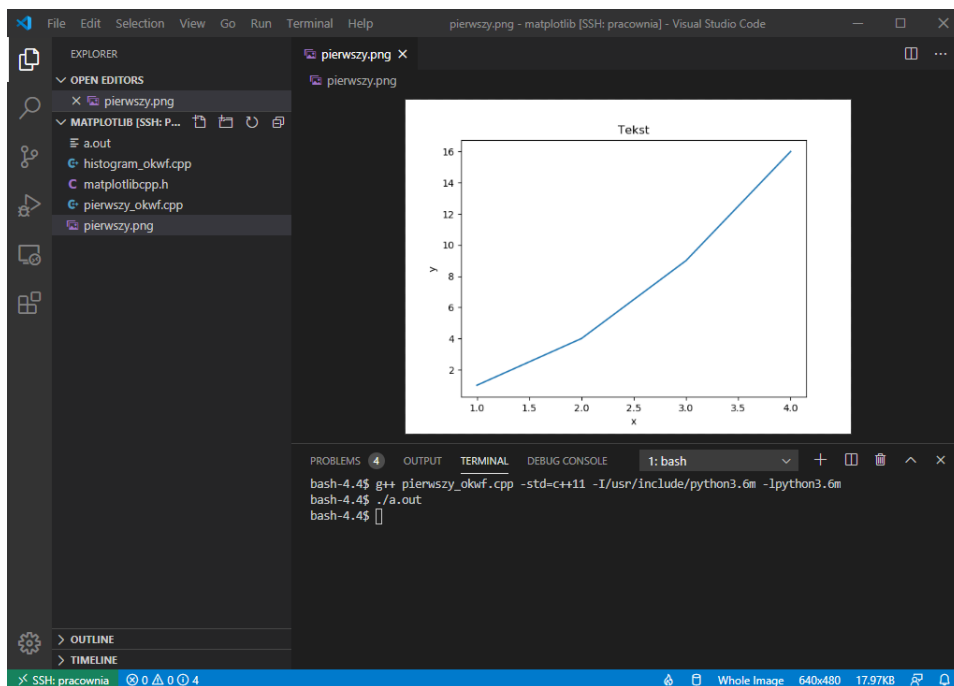 File Edit Selection View Go Run Terminal Help pierwszy.png - matplotlib [SSH: pracownia] - Visual Studio Code
EXPLORER
OPEN EDITORS
pierwszy.png
MATPLOTLIB [SSH: P...
a.out
histogram_okwf.cpp
matplotlibcpp.h
pierwszy_okwf.cpp
pierwszy.png
OUTLINE
TIMELINE
pierwszy.png
pierwszy.png
Tekst
16
14
12
10
8
6
4
2
y
1.0 1.5 2.0 2.5 3.0 3.5 4.0
x
PROBLEMS 4 OUTPUT TERMINAL DEBUG CONSOLE 1: bash
bash-4.4$ g++ pierwszy_okwf.cpp -std=c++11 -I/usr/include/python3.6m -lpython3.6m
bash-4.4$ ./a.out
bash-4.4$
SSH: pracownia 0 0 4 Whole Image 640x480 17.97KB